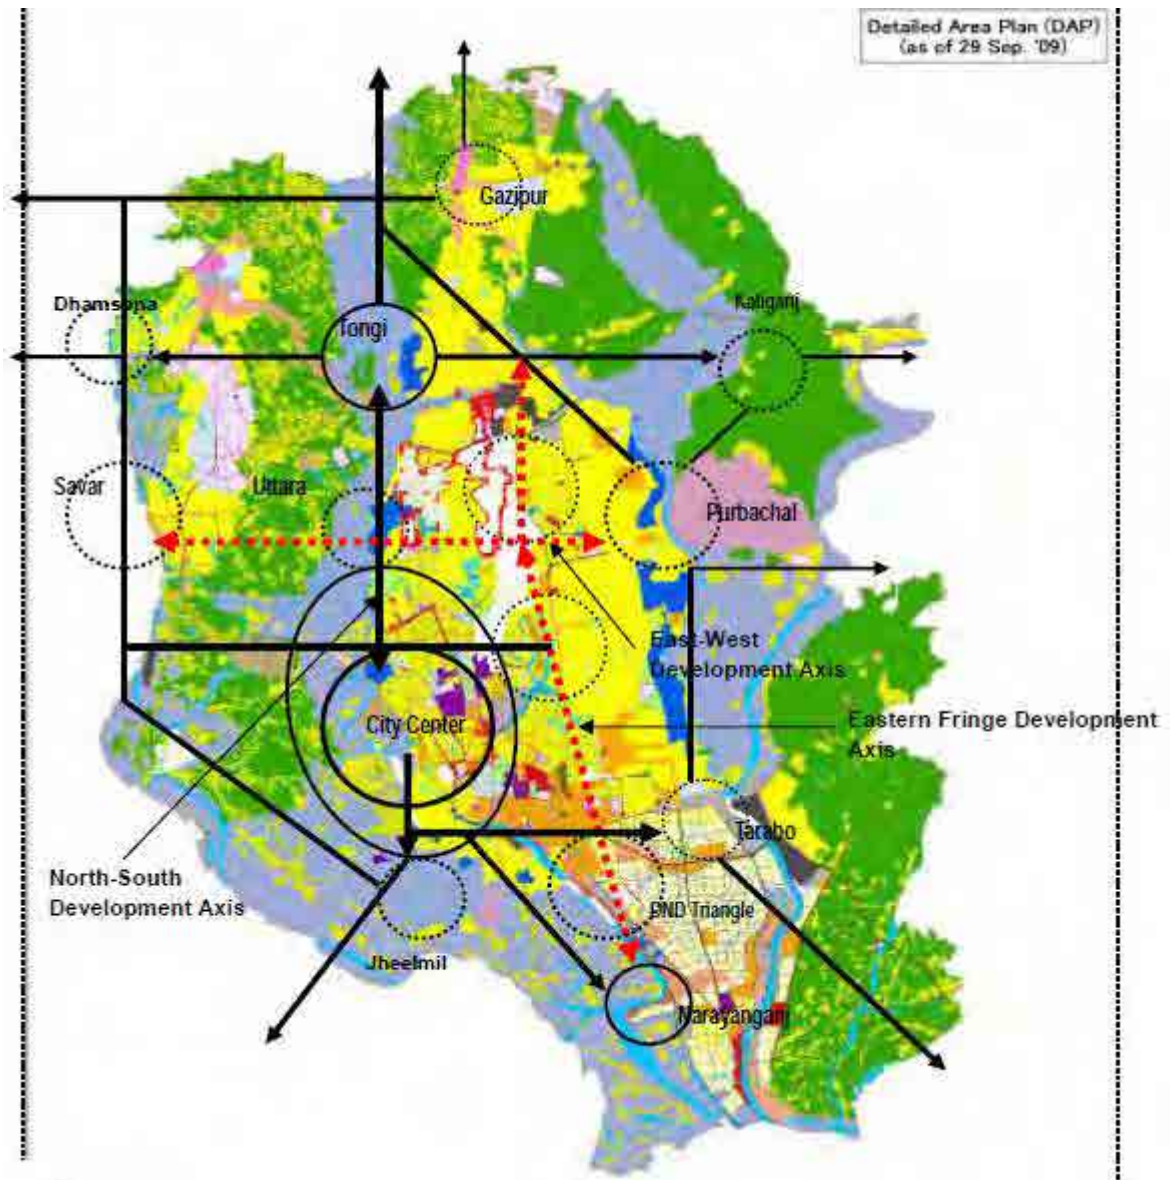 Detailed Area Plan (DAP)
(as of 29 Sep. '09)
Gazipur
Dhamsona
Tongi
Kaliganj
Savar
Uttara
Purbachal
East-West
Development Axis
City Center
Eastern Fringe Development
Axis
Tarabo
North-South
Development Axis
DND Triangle
Jheelmil
Narayanganj